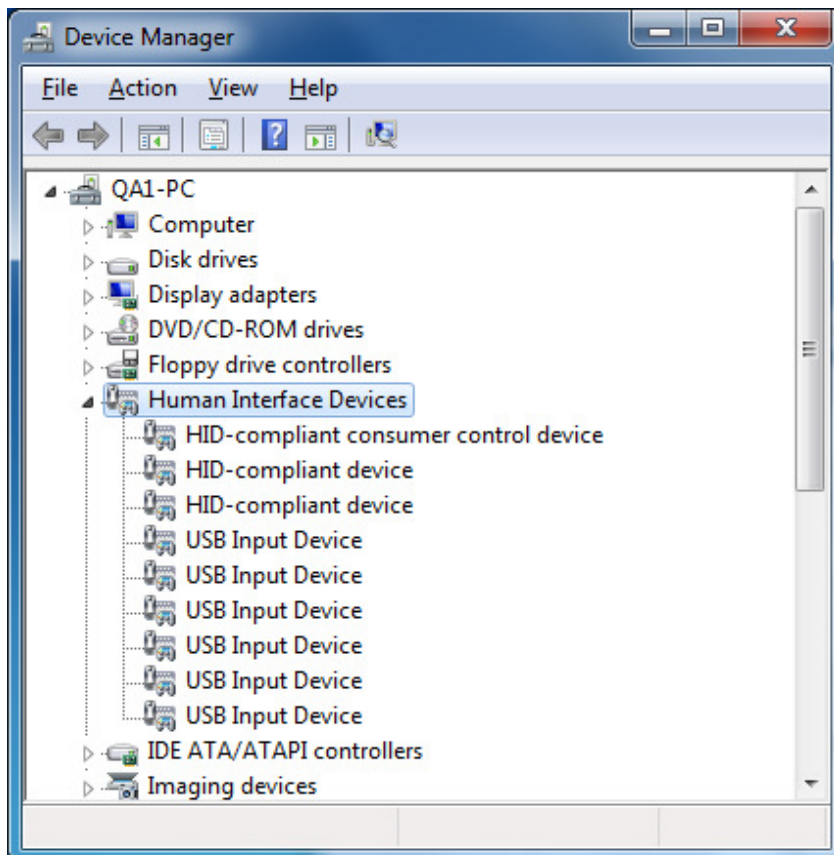 Device Manager
File Action View Help
QA1-PC
Computer
Disk drives
Display adapters
DVD/CD-ROM drives
Floppy drive controllers
Human Interface Devices
HID-compliant consumer control device
HID-compliant device
HID-compliant device
USB Input Device
USB Input Device
USB Input Device
USB Input Device
USB Input Device
USB Input Device
IDE ATA/ATAPI controllers
Imaging devices